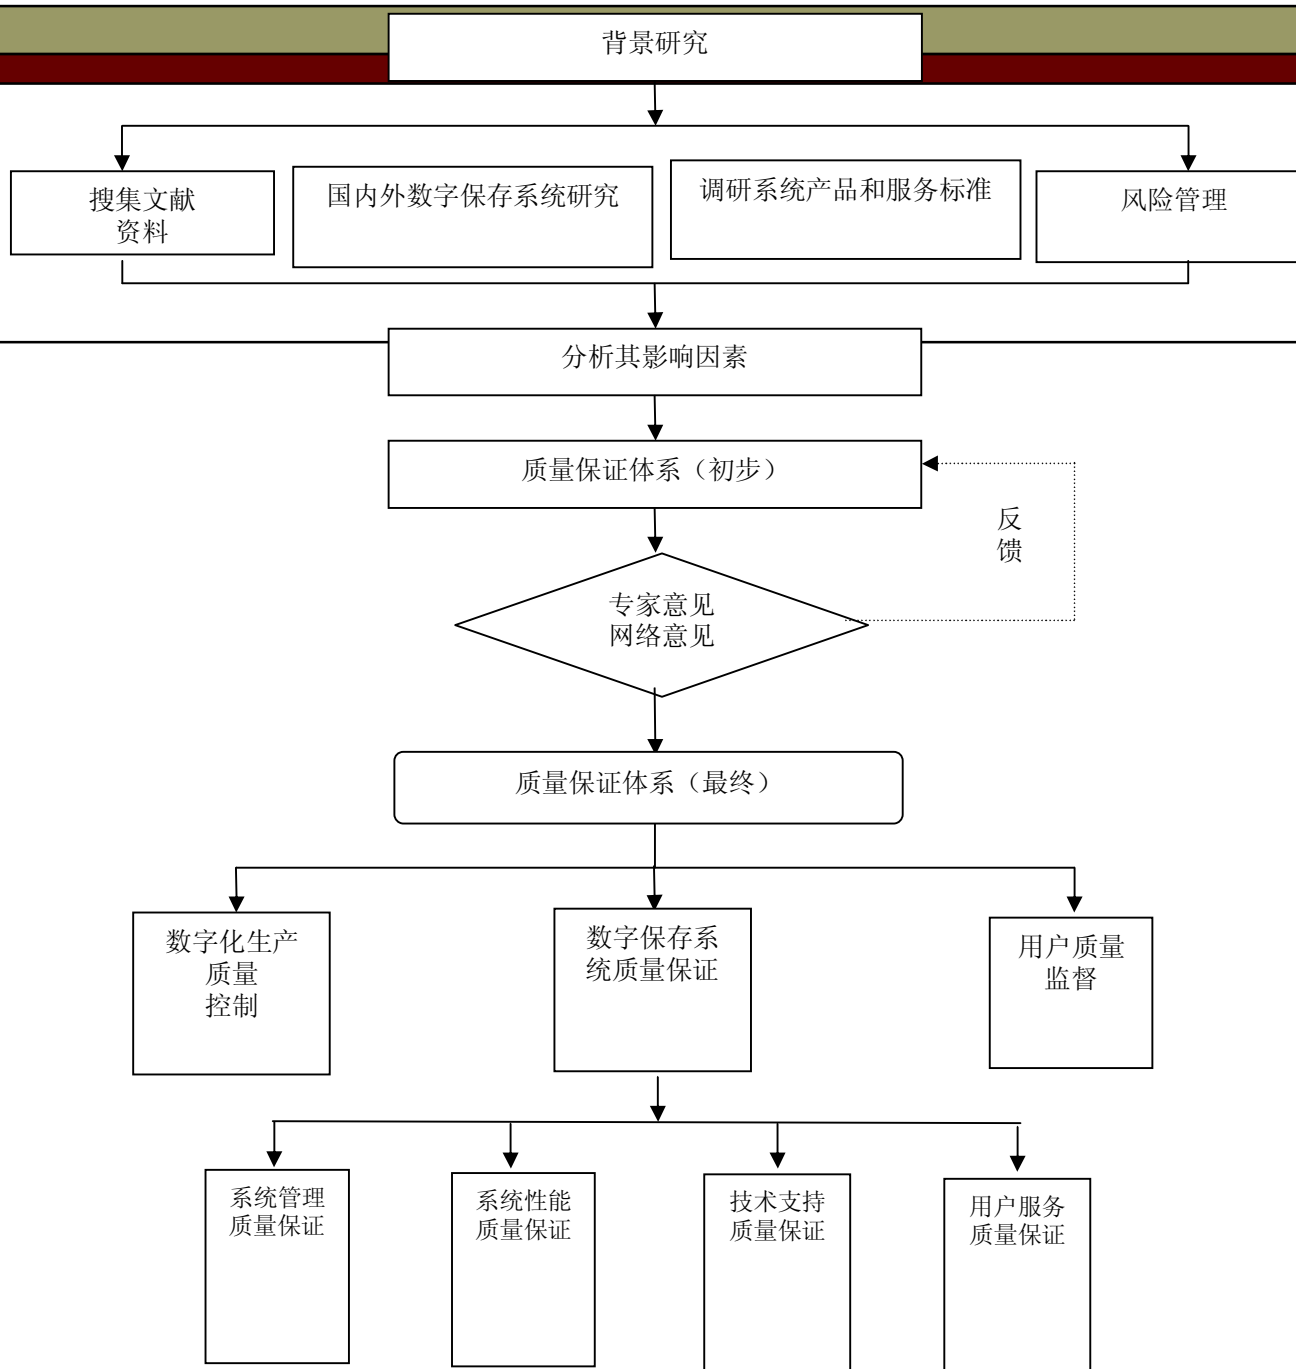 背景研究
搜集文献
资料
国内外数字保存系统研究
调研系统产品和服务标准
风险管理
分析其影响因素
质量保证体系（初步）
反
馈
专家意见
网络意见
质量保证体系（最终）
数字化生产
质量
控制
数字保存系
统质量保证
用户质量
监督
系统管理
质量保证
系统性能
质量保证
技术支持
质量保证
用户服务
质量保证